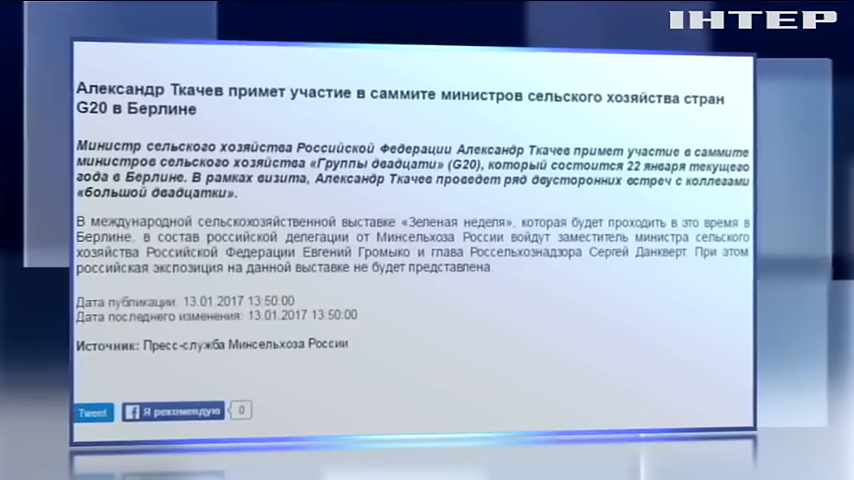 ІНТЕР
Александр Ткачев примет участие в саммите министров сельского хозяйства стран
G20 в Берлине
Министр сельского хозяйства Российской Федерации Александр Ткачев примет участие в саммите
министров сельского хозяйства «Группы двадцати» (G20), который состоится 22 января текущего
года в Берлине. В рамках визита, Александр Ткачев проведет ряд двусторонних встреч с коллегами
«большой двадцатки».
В международной сельскохозяйственной выставке «Зеленая неделя», которая будет проходить в это время в
Берлине, в состав российской делегации от Минсельхоза России войдут заместитель министра сельского
хозяйства Российской Федерации Евгений Громыко и глава Россельхознадзора Сергей Данкверт. При этом
российская экспозиция на данной выставке не будет представлена.
Дата публикации: 13.01.2017 13:50:00
Дата последнего изменения: 13.01.2017 13:50:00
Источник: Пресс-служба Минсельхоза России
Tweet Я рекомендую 0